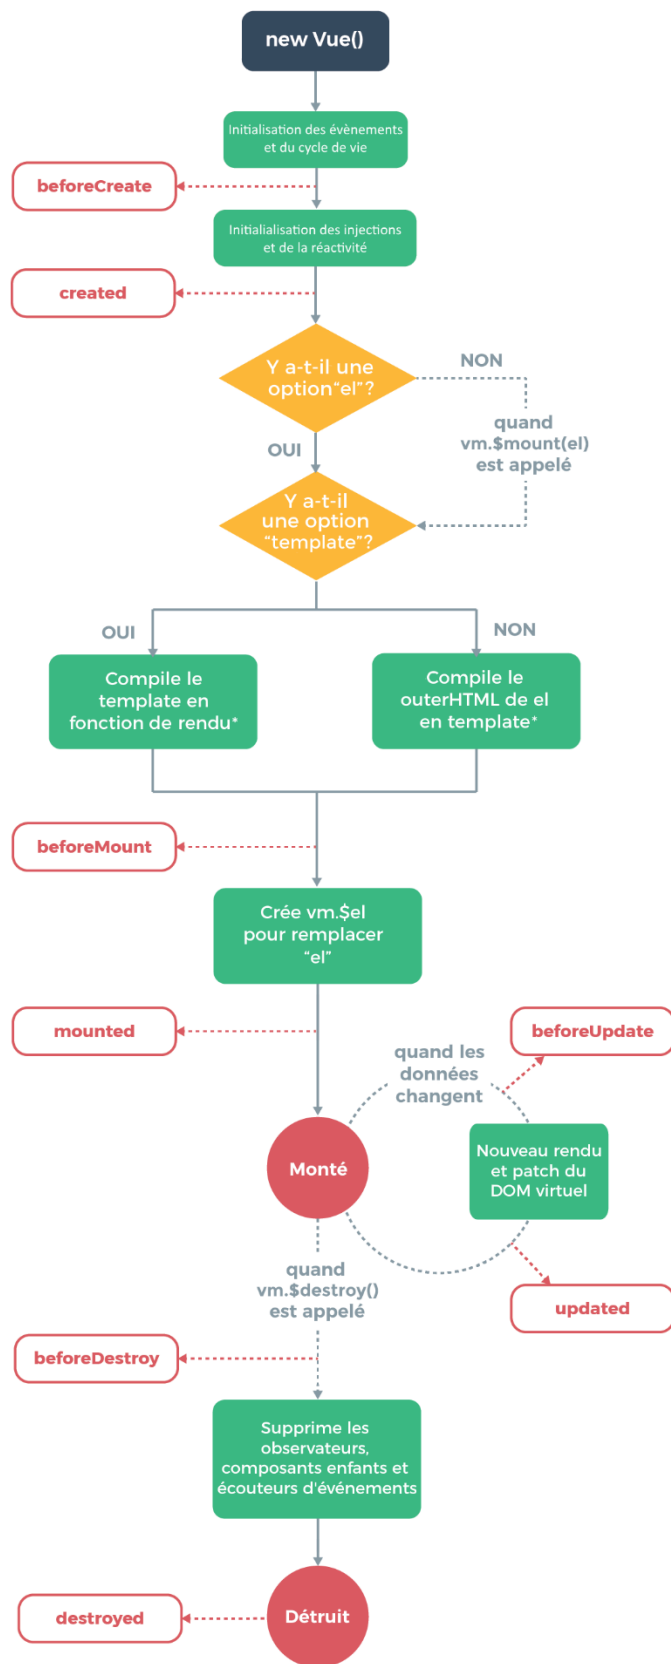 new Vue()
Initialisation des évènements
et du cycle de vie
beforeCreate
Initialialisation des injections
et de la réactivité
created
Y a-t-il une
option“el”?
NON
quand
vm.$mount(el)
est appelé
OUI
Y a-t-il
une option
“template”?
OUI
NON
Compile le
template en
fonction de rendu*
Compile le
outerHTML de el
en template*
beforeMount
Crée vm.$el
pour remplacer
“el”
mounted
beforeUpdate
quand les
données
changent
Monté
Nouveau rendu
et patch du
DOM virtuel
quand
vm.$destroy()
est appelé
updated
beforeDestroy
Supprime les
observateurs,
composants enfants et
écouteurs d'événements
destroyed
Détruit